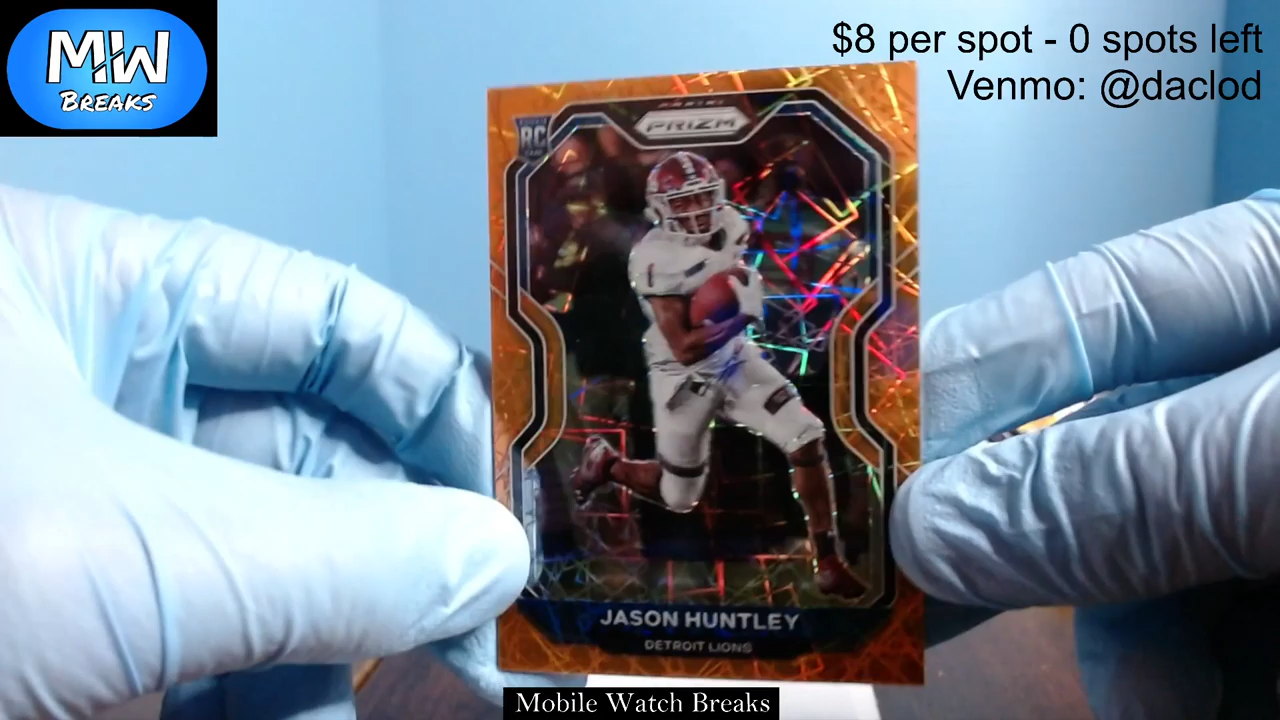 MW
BREAKS
$8 per spot - 0 spots left
Venmo: @daclod
PANINI
PRIZM
RC
JASON HUNTLEY
DETROIT LIONS
Mobile Watch Breaks